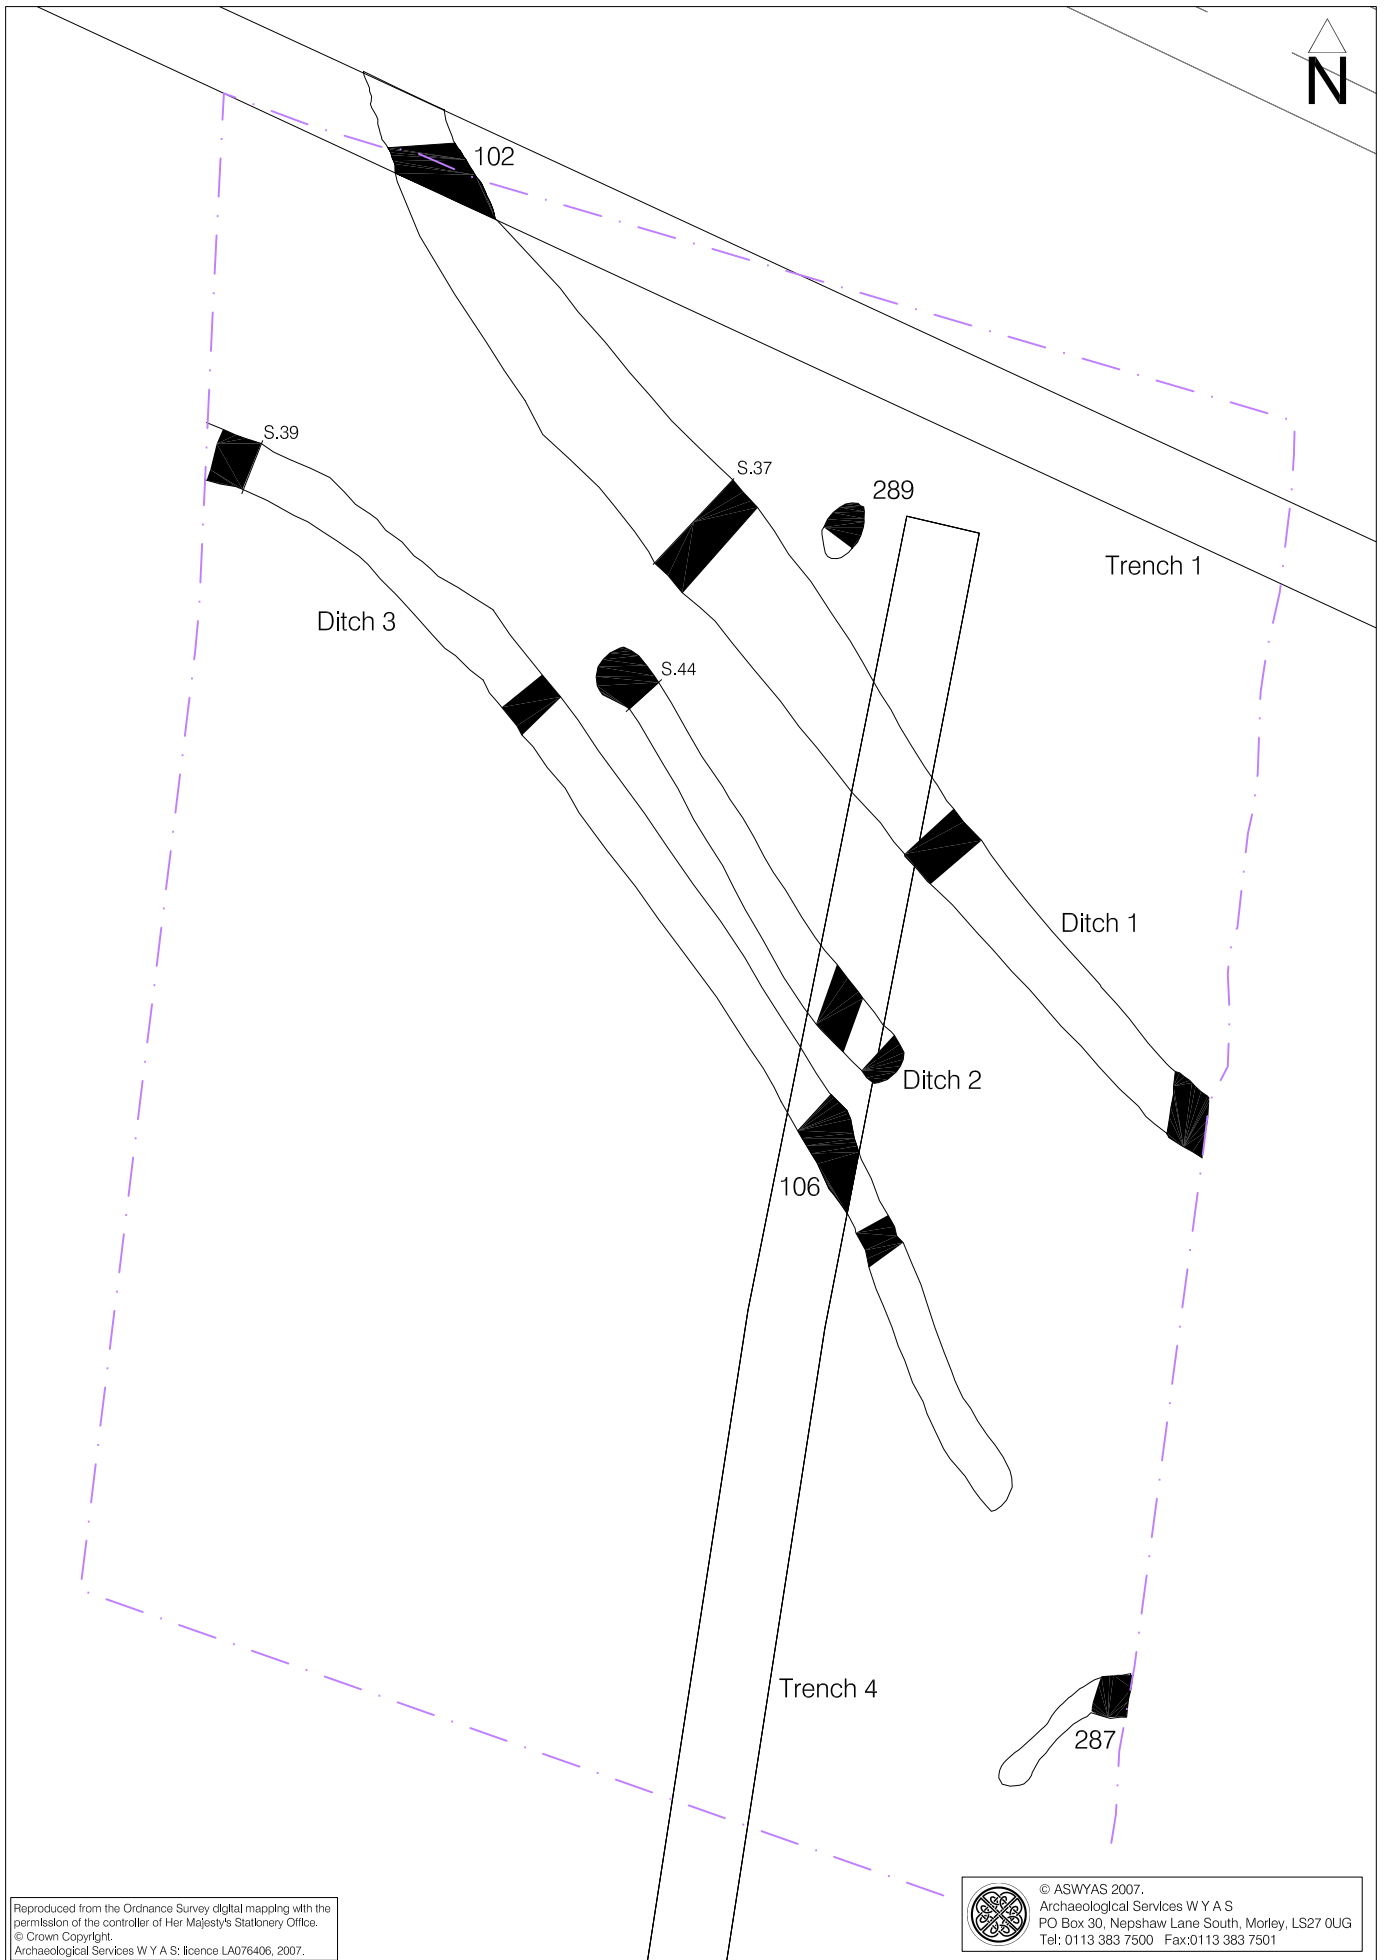 N
102
S.39
S.37
289
Trench 1
Ditch 3
S.44
Ditch 1
Ditch 2
106
Trench 4
287
Reproduced from the Ordnance Survey digital mapping with the
permission of the controller of Her Majesty's Stationery Office.
© Crown Copyright.
Archaeological Services W Y A S: licence LA076406, 2007.
© ASWYAS 2007.
Archaeological Services W Y A S
PO Box 30, Nepshaw Lane South, Morley, LS27 0UG
Tel: 0113 383 7500 Fax:0113 383 7501